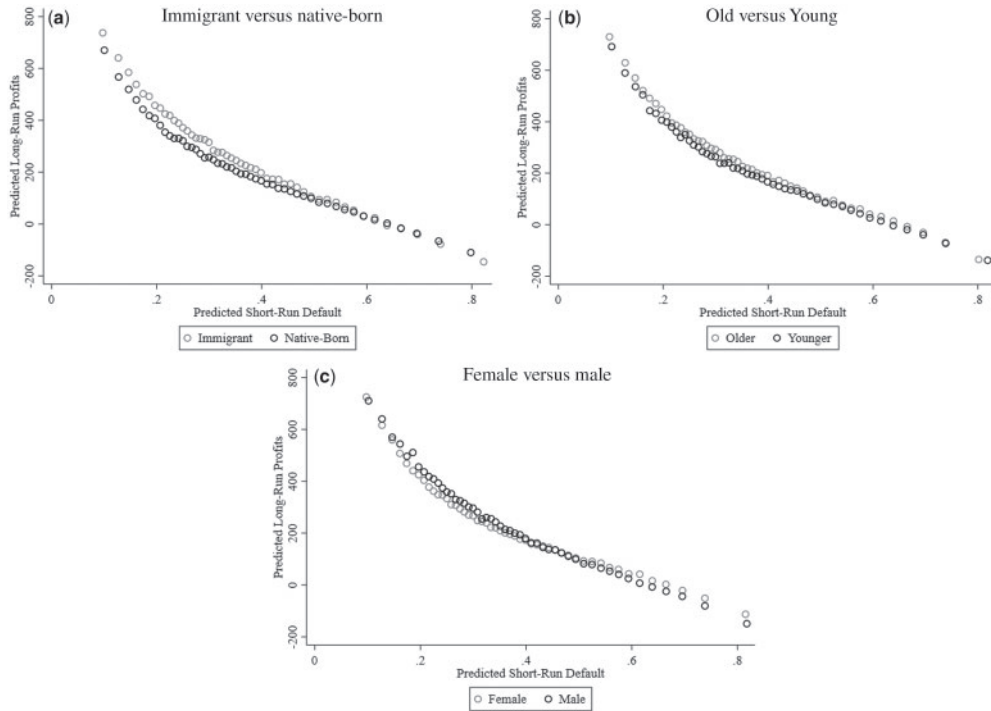 (a) Immigrant versus native-born
Predicted Long-Run Profits
800
600
400
200
0
-200
0 .2 .4 .6 .8
Predicted Short-Run Default
Immigrant Native-Born
(b) Old versus Young
Predicted Long-Run Profits
800
600
400
200
0
-200
0 .2 .4 .6 .8
Predicted Short-Run Default
Older Younger
(c) Female versus male
Predicted Long-Run Profits
800
600
400
200
0
-200
0 .2 .4 .6 .8
Predicted Short-Run Default
Female Male